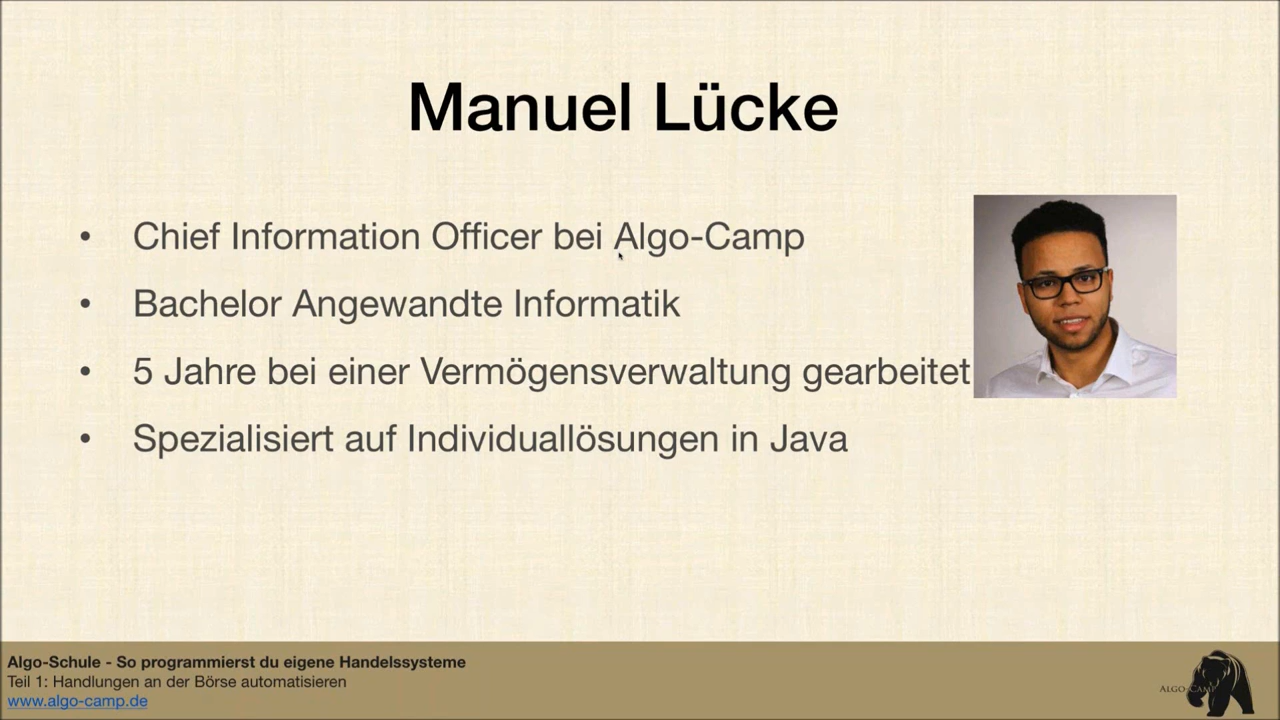 Manuel Lücke
• Chief Information Officer bei Algo-Camp
• Bachelor Angewandte Informatik
• 5 Jahre bei einer Vermögensverwaltung gearbeitet
• Spezialisiert auf Individuallösungen in Java
Algo-Schule - So programmierst du eigene Handelssysteme
Teil 1: Handlungen an der Börse automatisieren
www.algo-camp.de
Algo-Camp